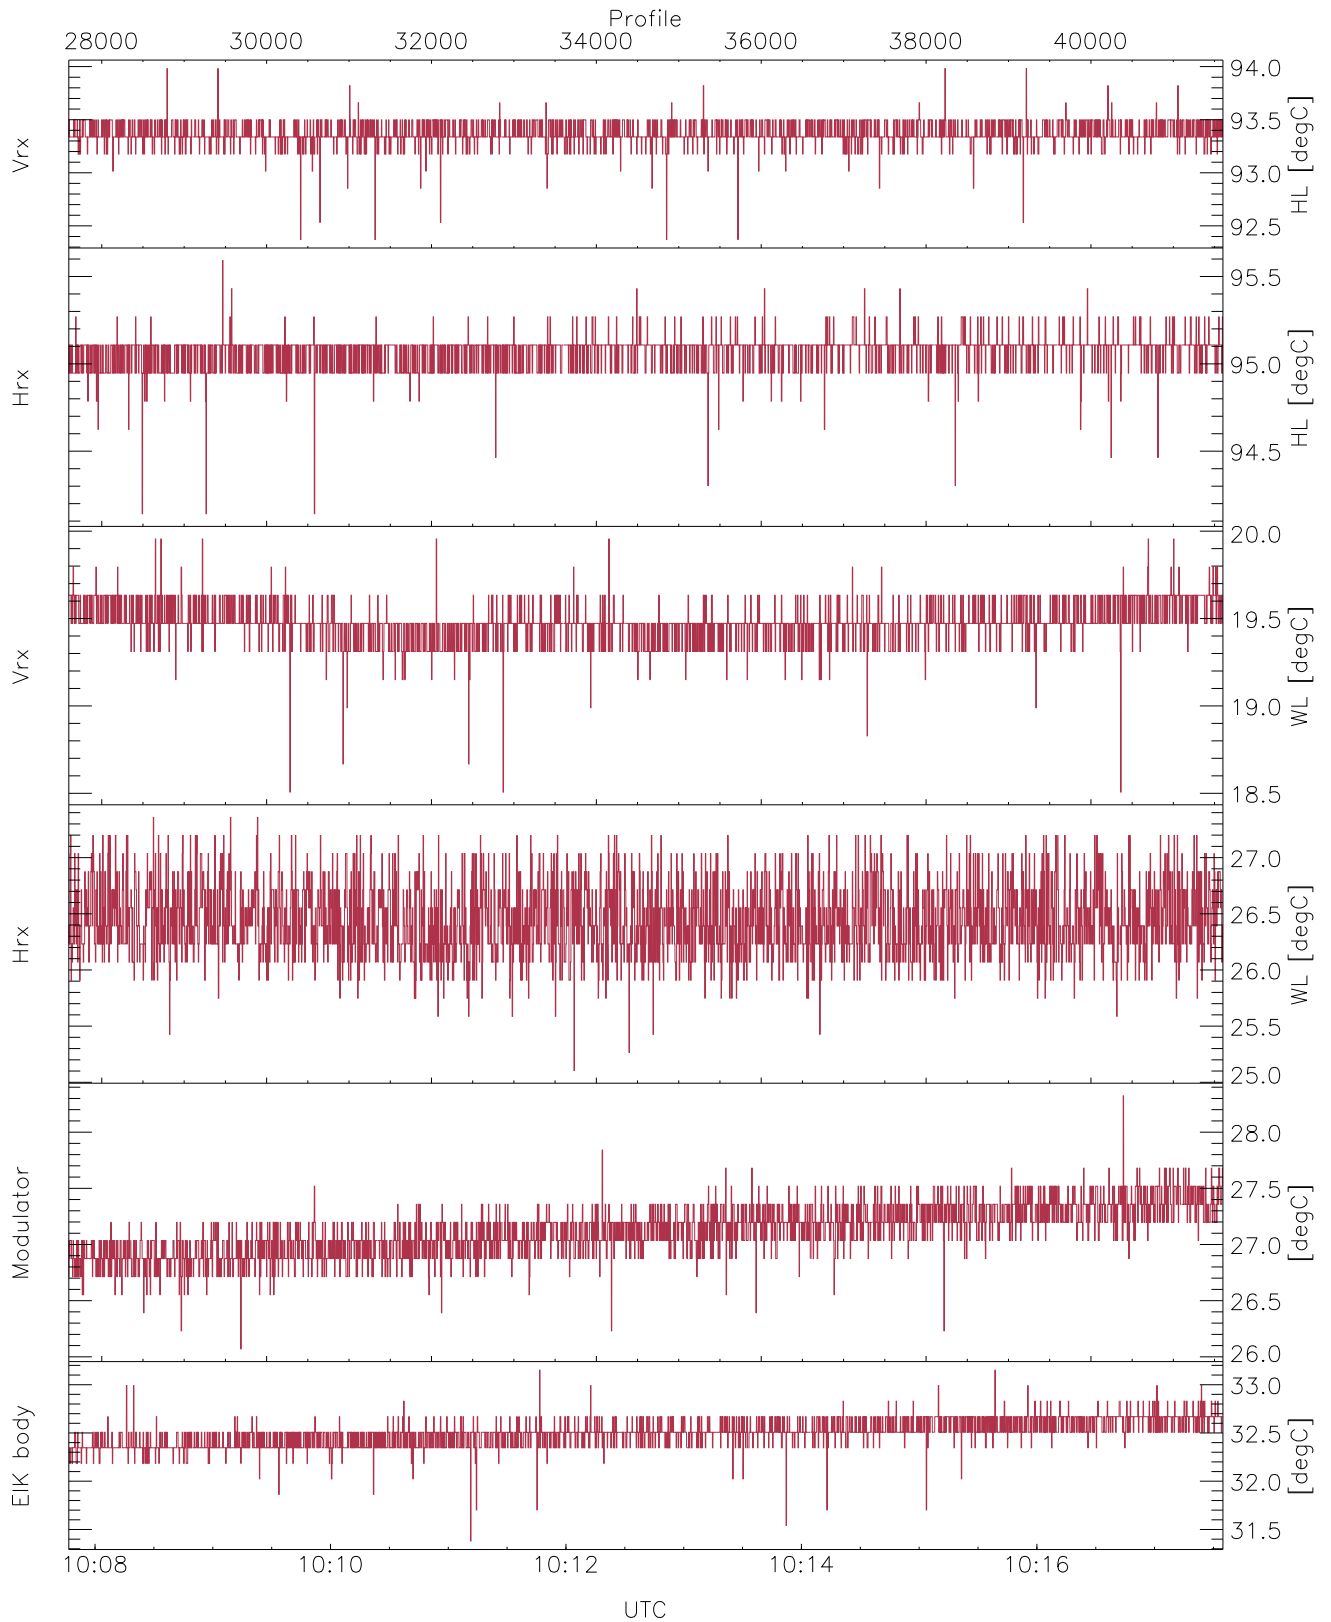 Profile
28000 30000 32000 34000 36000 38000 40000
Vrx
94.0
93.5
93.0
92.5
HL [degC]
Hrx
95.5
95.0
94.5
HL [degC]
Vrx
20.0
19.5
19.0
18.5
WL [degC]
Hrx
27.0
26.5
26.0
25.5
25.0
WL [degC]
Modulator
28.0
27.5
27.0
26.5
26.0
[degC]
EIK body
33.0
32.5
32.0
31.5
[degC]
10:08 10:10 10:12 10:14 10:16
UTC